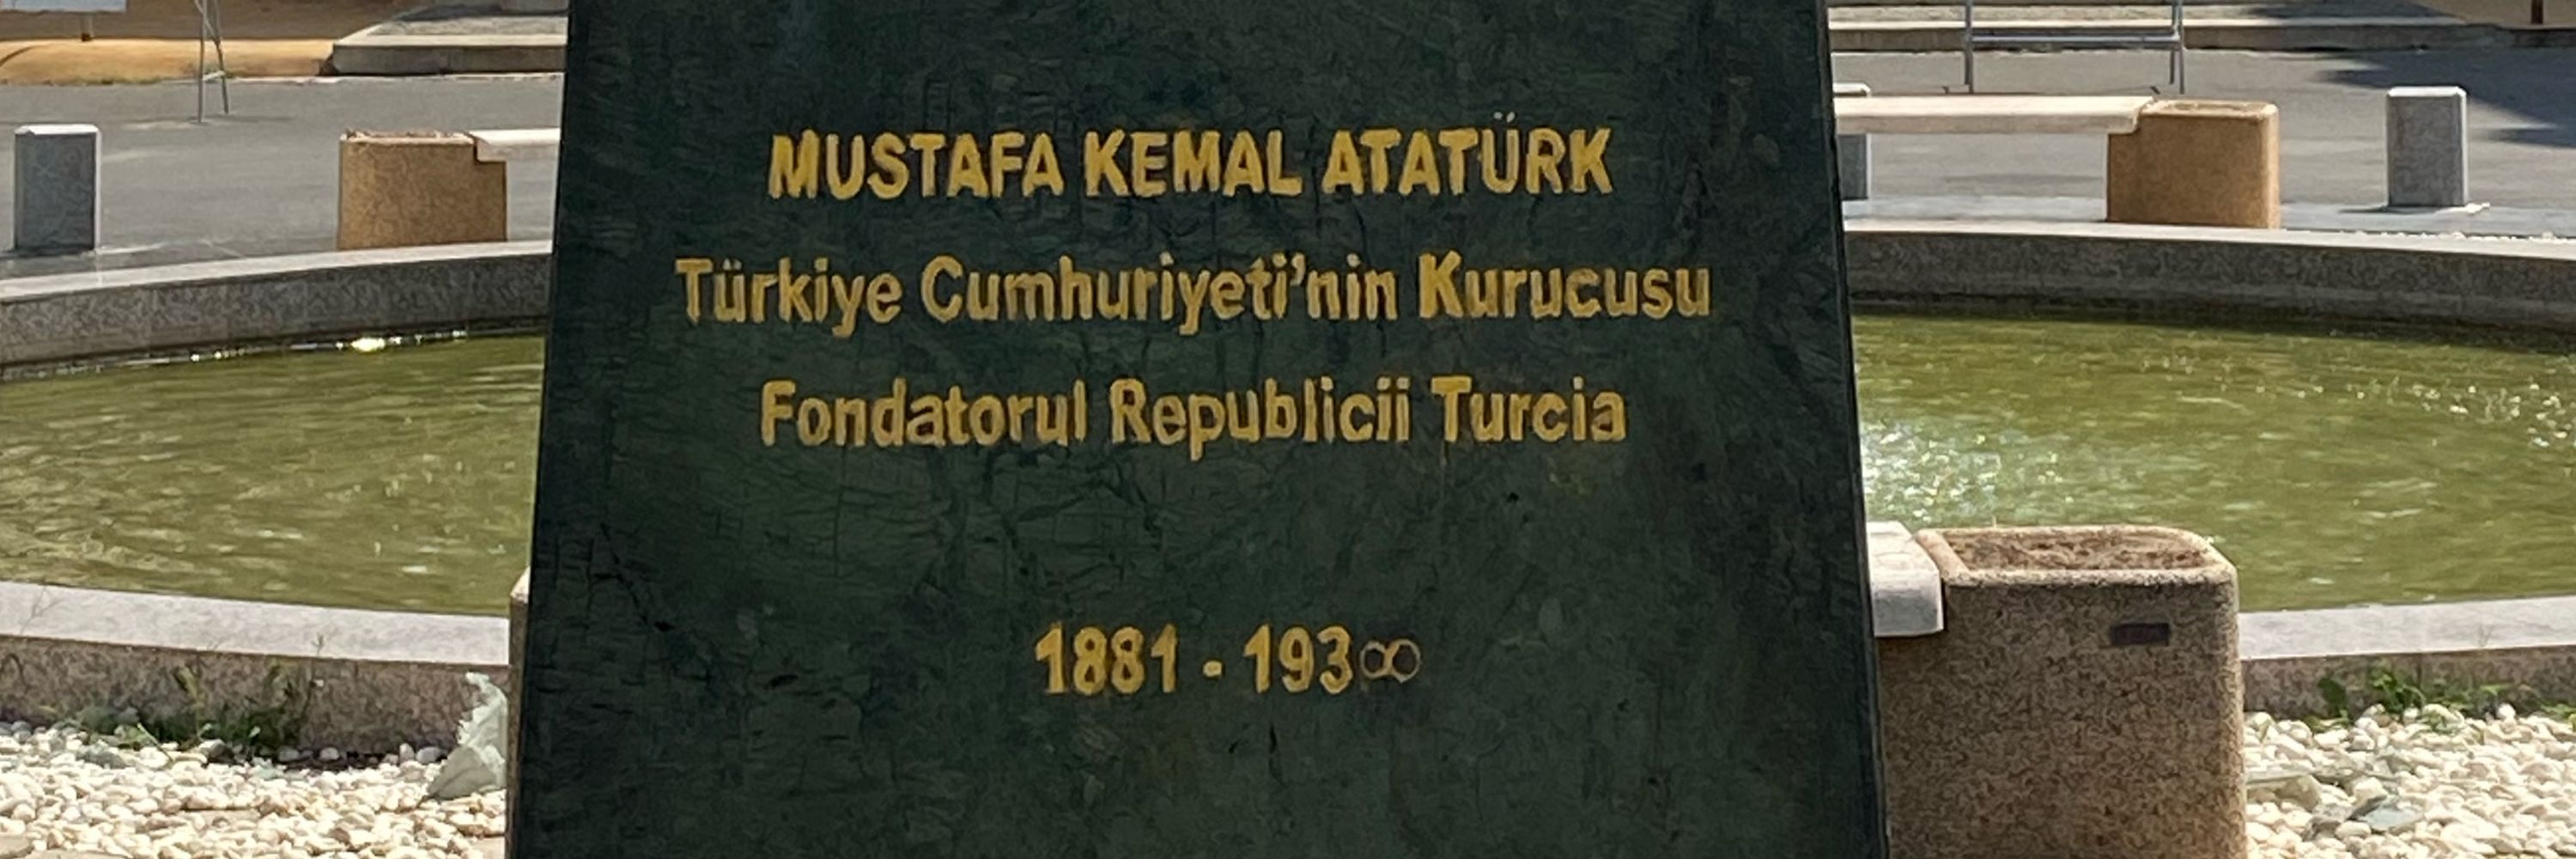 MUSTAFA KEMAL ATATÜRK
Türkiye Cumhuriyeti'nin Kurucusu
Fondatorul Republicii Turcia
1881 - 193∞